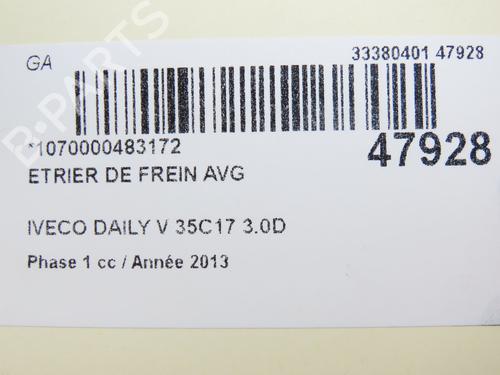 GA
33380401 47928
*1070000483172
47928
ETRIER DE FREIN AVG
IVECO DAILY V 35C17 3.0D
Phase 1 cc / Année 2013
B-PARTS